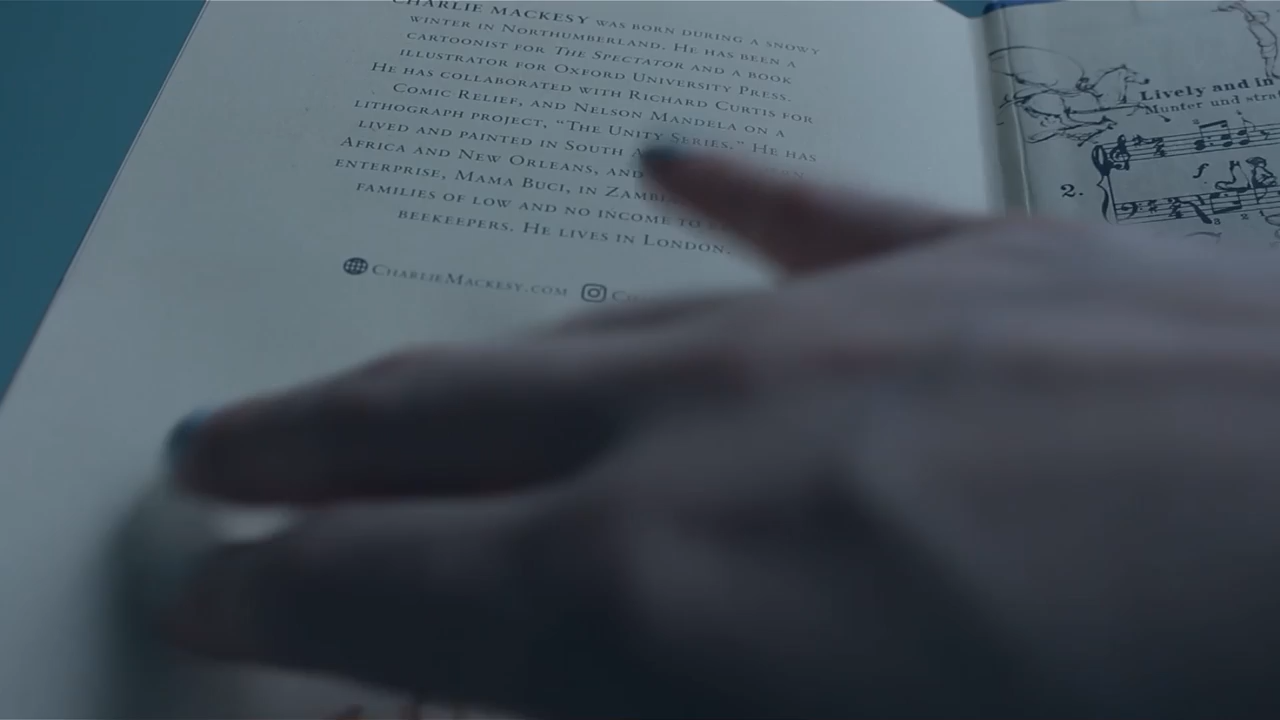 CHARLIE MACKESY WAS BORN DURING A SNOWY
WINTER IN NORTHUMBERLAND. HE HAS BEEN A
CARTOONIST FOR THE SPECTATOR AND A BOOK
ILLUSTRATOR FOR OXFORD UNIVERSITY PRESS.
HE HAS COLLABORATED WITH RICHARD CURTIS FOR
COMIC RELIEF, AND NELSON MANDELA ON A
LITHOGRAPH PROJECT, "THE UNITY SERIES." HE HAS
LIVED AND PAINTED IN SOUTH
AFRICA AND NEW ORLEANS, AND
ENTERPRISE, MAMA BUCI, IN
FAMILIES OF LOW AND NO INCOME TO
BEEKEEPERS. HE LIVES IN LONDON.
CHARLIEMACKESY.COM
Lively and in
Munter und
2.